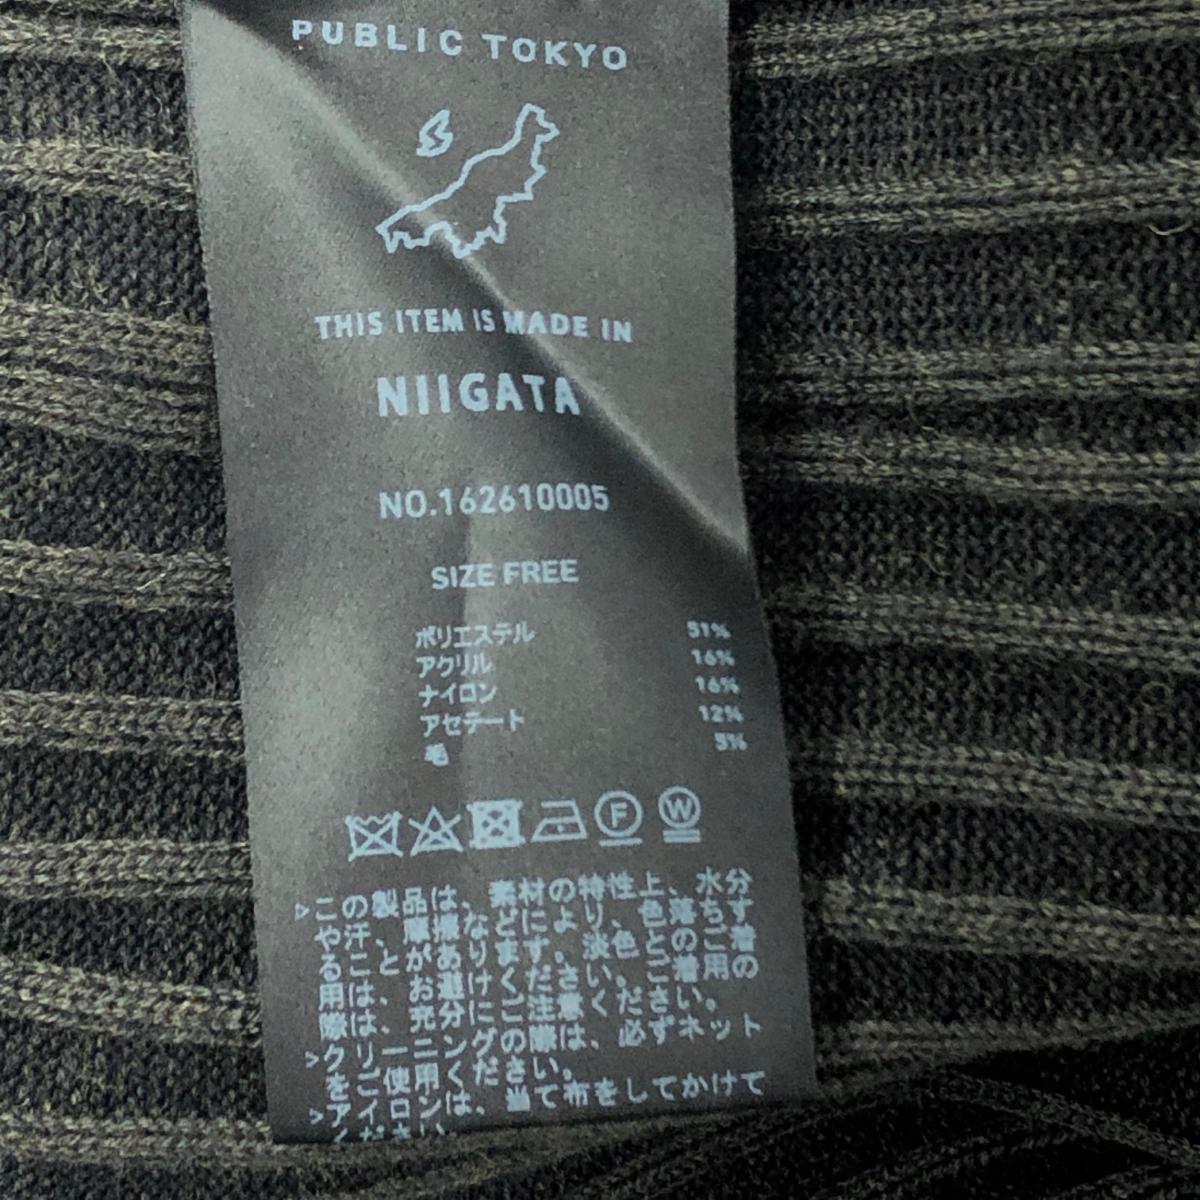 PUBLIC TOKYO
THIS ITEM IS MADE IN
NIIGATA
NO.162610005
SIZE FREE
ポリエステル 51%
アクリル 16%
ナイロン 16%
アセテート 12%
毛 5%
F W
▷この製品は、素材の特性上、水分
や汗、摩擦などにより、色落ちす
ることがあります。淡色とのご着
用は、お避けください。ご着用の
際は、充分にご注意ください。
>クリーニングの際は、必ずネット
をご使用ください。
>アイロンは、当て布をしてかけて
ください。